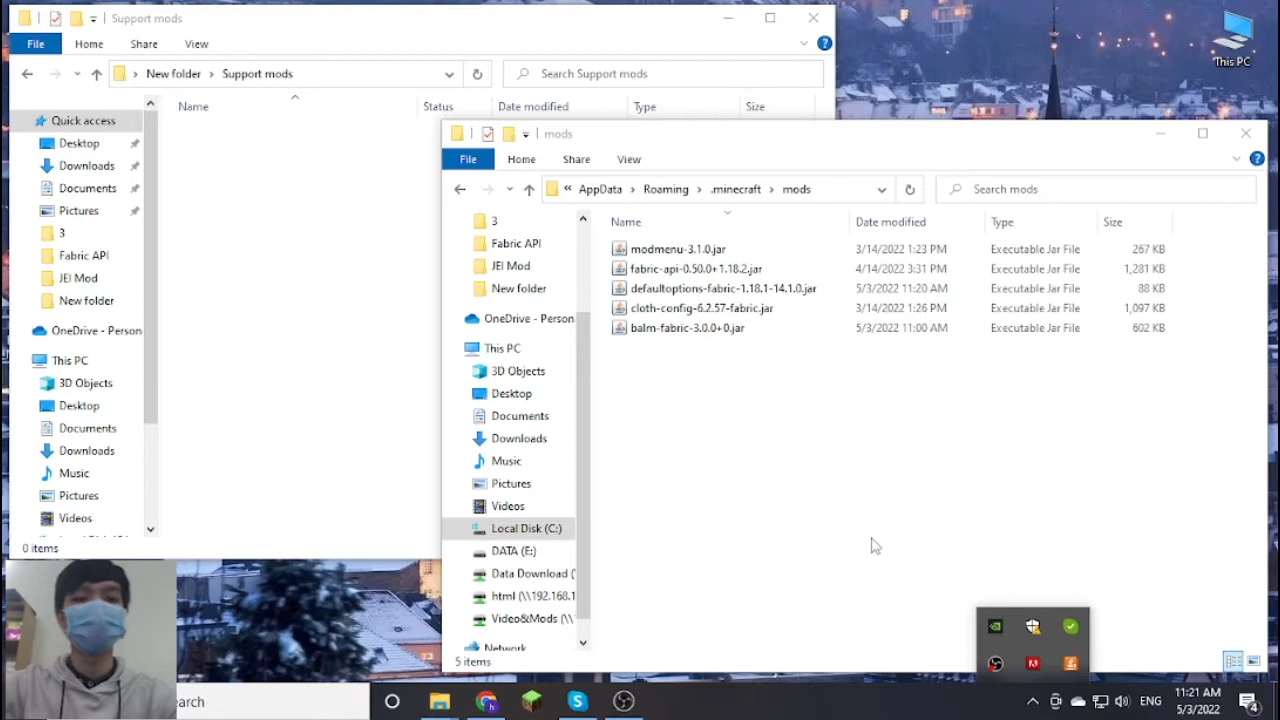 Support mods
File Home Share View
New folder Support mods
Search Support mods
Name Status Date modified Type Size
Quick access
Desktop
Downloads
Documents
Pictures
3
Fabric API
JEI Mod
New folder
OneDrive - Person
This PC
3D Objects
Desktop
Documents
Downloads
Music
Pictures
Videos
0 items
This PC
mods
File Home Share View
« AppData Roaming .minecraft mods
Search mods
3
Fabric API
JEI Mod
New folder
OneDrive - Person
This PC
3D Objects
Desktop
Documents
Downloads
Music
Pictures
Videos
Local Disk (C:)
DATA (E:)
Data Download (
html (\\192.168.1
Video&Mods (\\
Network
Name Date modified Type Size
modmenu-3.1.0.jar 3/14/2022 1:23 PM Executable Jar File 267 KB
fabric-api-0.50.0+1.18.2.jar 4/14/2022 3:31 PM Executable Jar File 1,281 KB
defaultoptions-fabric-1.18.1-14.1.0.jar 5/3/2022 11:20 AM Executable Jar File 88 KB
cloth-config-6.2.57-fabric.jar 3/14/2022 1:26 PM Executable Jar File 1,097 KB
balm-fabric-3.0.0+0.jar 5/3/2022 11:00 AM Executable Jar File 602 KB
5 items
earch
ENG
11:21 AM
5/3/2022
4